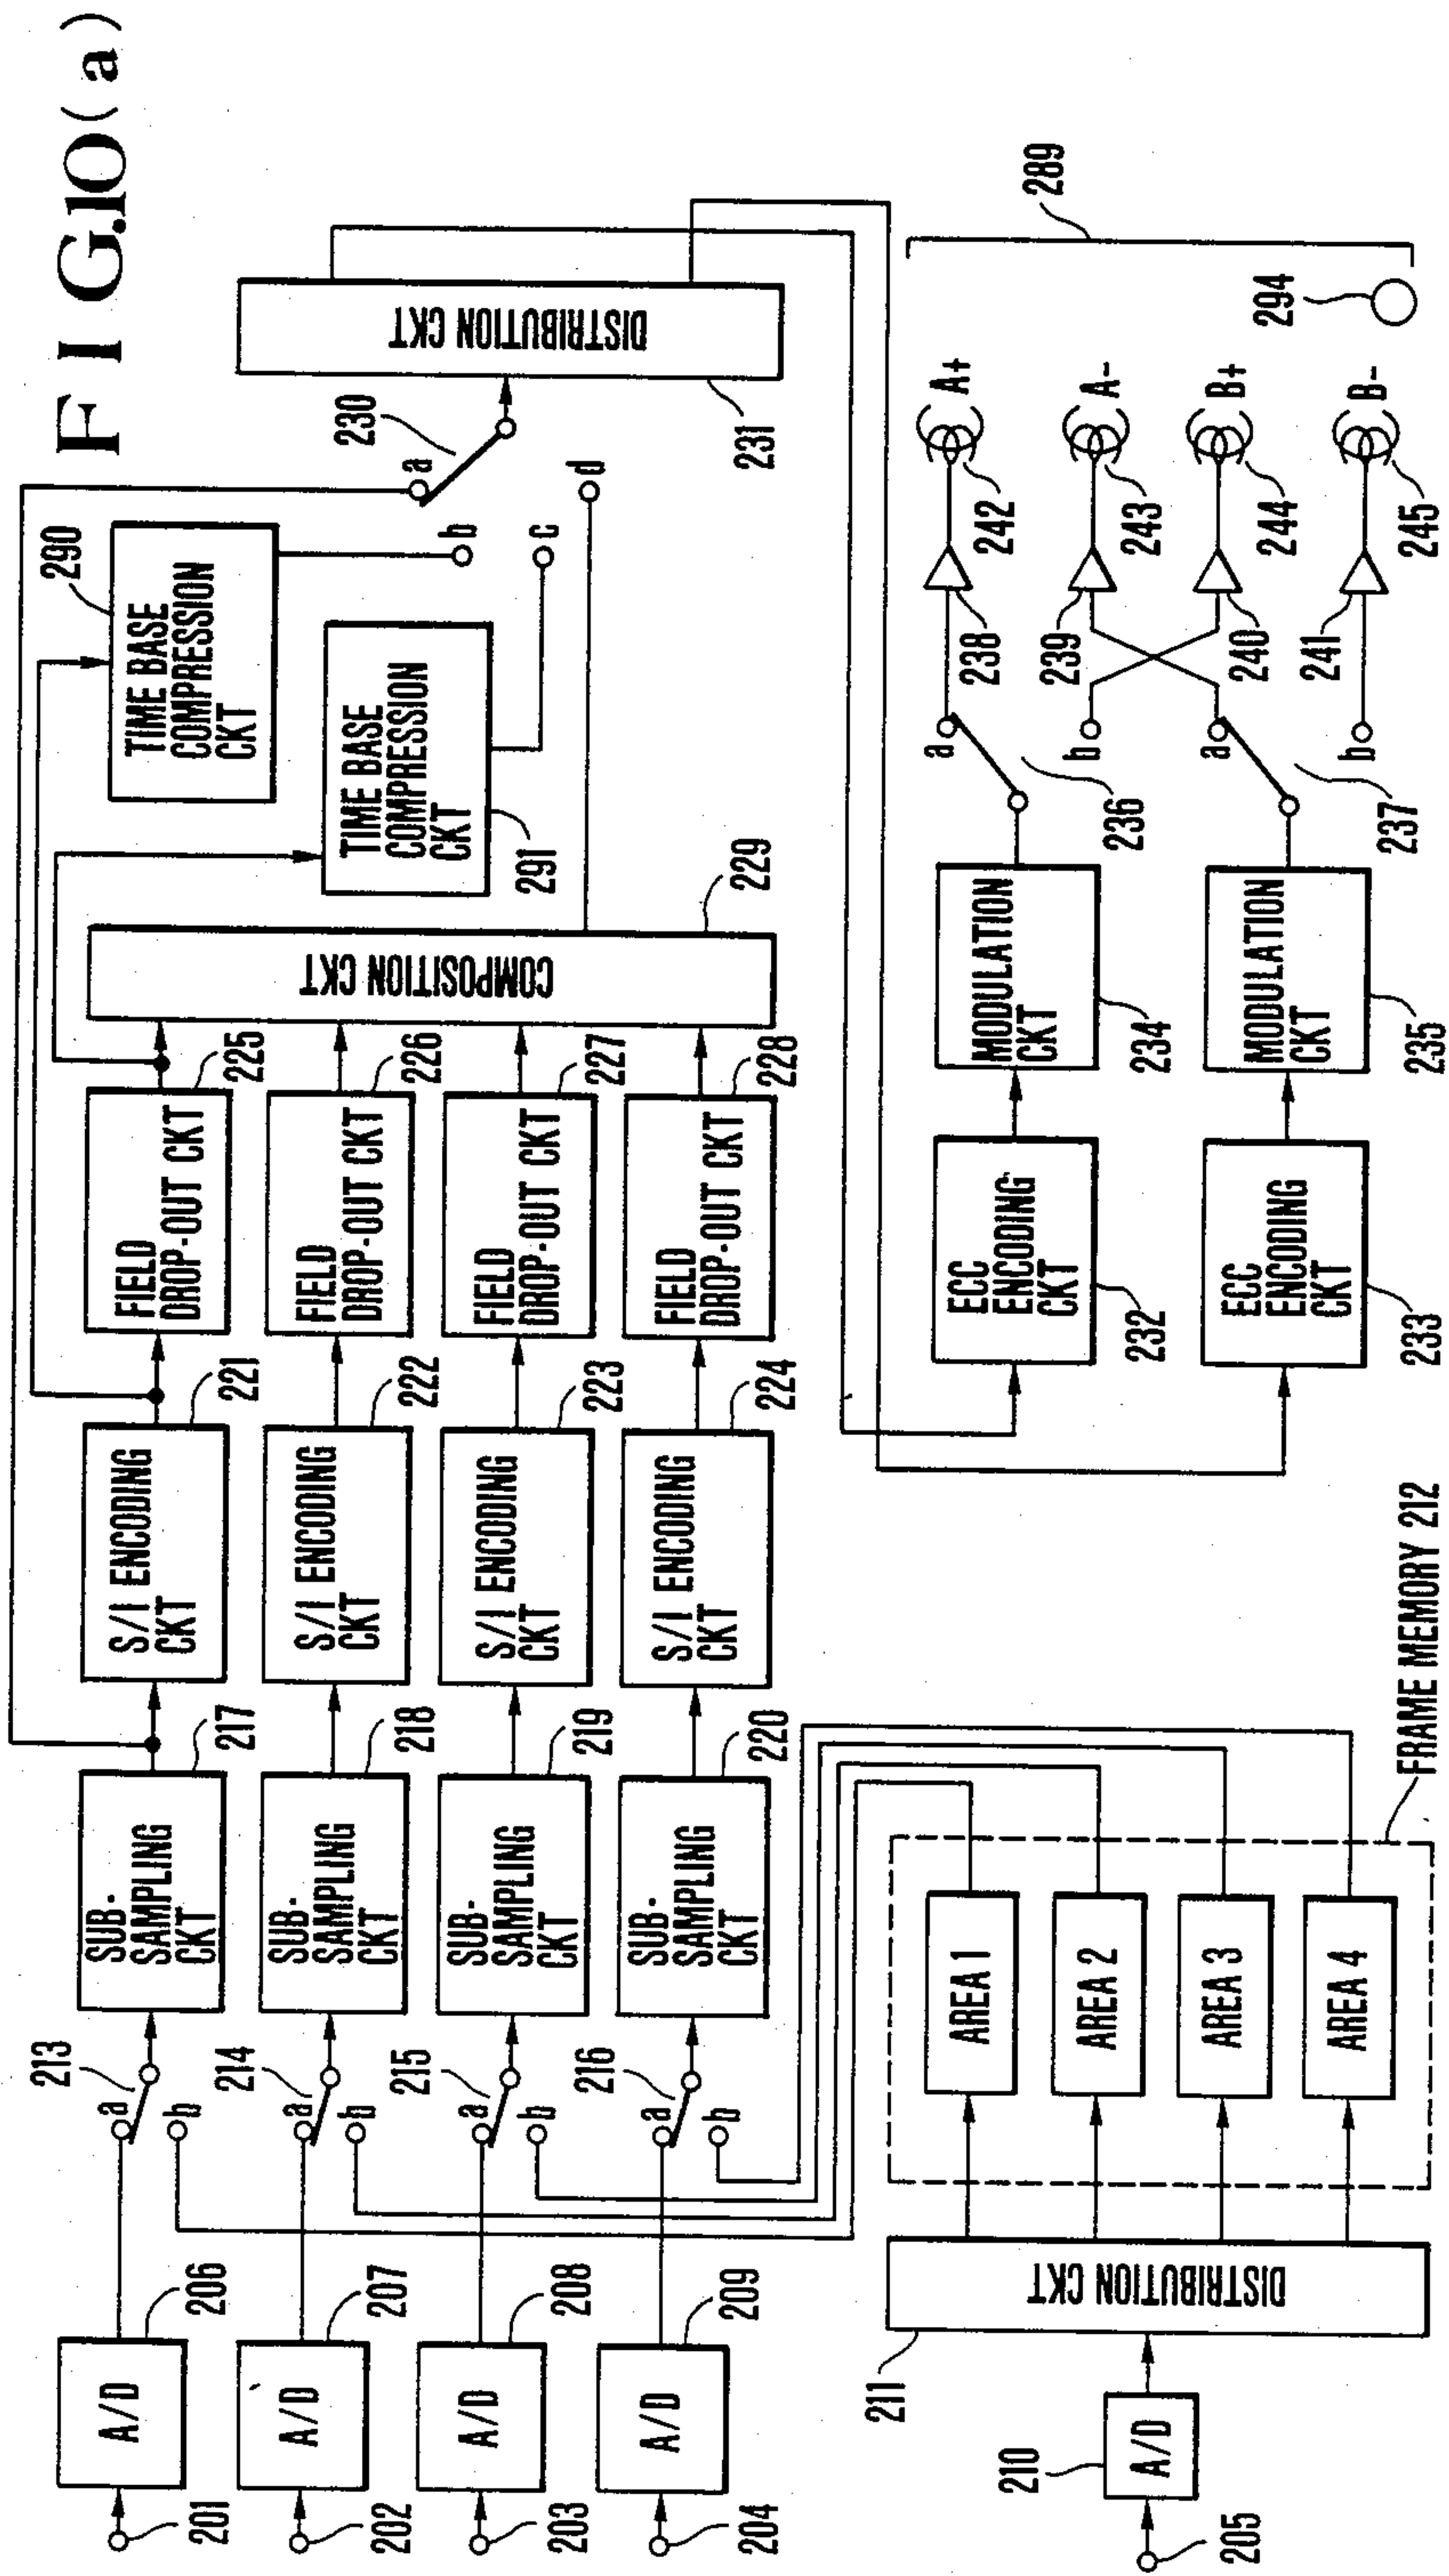 FIG.10(a)
201
202
203
204
A/D
206
A/D
207
A/D
208
A/D
209
a
b
213
a
b
214
a
b
215
a
b
216
SUB-
SAMPLING
CKT
217
SUB-
SAMPLING
CKT
218
SUB-
SAMPLING
CKT
219
SUB-
SAMPLING
CKT
220
S/I ENCODING
CKT
221
S/I ENCODING
CKT
222
S/I ENCODING
CKT
223
S/I ENCODING
CKT
224
FIELD
DROP-OUT CKT
225
FIELD
DROP-OUT CKT
226
FIELD
DROP-OUT CKT
227
FIELD
DROP-OUT CKT
228
COMPOSITION CKT
229
TIME BASE
COMPRESSION
CKT
290
TIME BASE
COMPRESSION
CKT
291
a
b
c
d
230
DISTRIBUTION CKT
231
205
210
A/D
211
DISTRIBUTION CKT
AREA 1
AREA 2
AREA 3
AREA 4
FRAME MEMORY 212
ECC
ENCODING
CKT
232
ECC
ENCODING
CKT
233
MODULATION
CKT
234
MODULATION
CKT
235
a
b
236
a
b
237
238
239
240
241
242
243
244
245
A+
A-
B+
B-
294
289